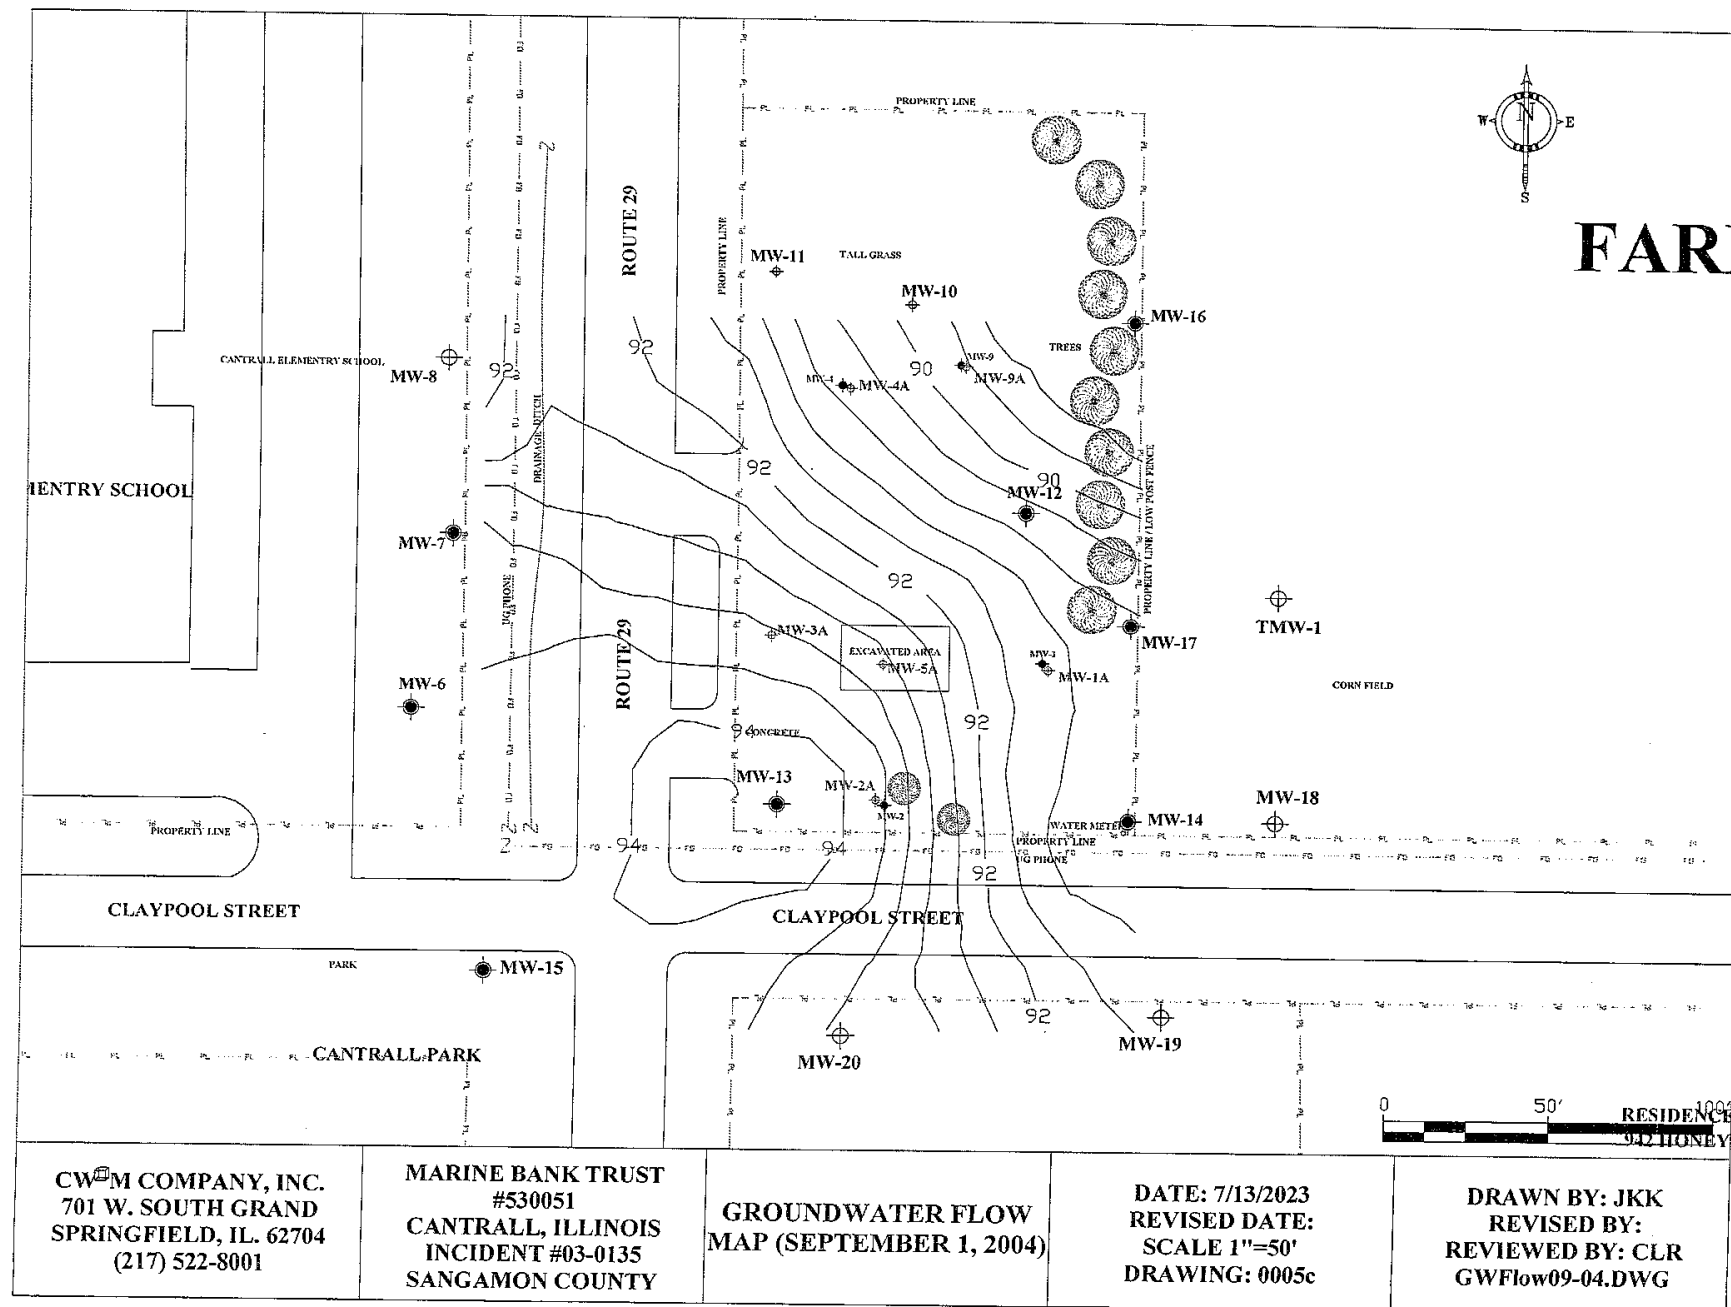 PROPERTY LINE
N
W
E
S
FAR
ROUTE 29
PROPERTY LINE
MW-11
TALL GRASS
MW-10
MW-16
TREES
92
92
CANTRALL ELEMENTRY SCHOOL
MW-8
90
MW-9
MW-9A
MW-4
MW-4A
DRAINAGE DITCH
92
90
MW-12
IENTRY SCHOOL
PROPERTY LINE / LOW POST FENCE
MW-7
UG PHONE
92
TMW-1
MW-3A
MW-17
EXCAVATED AREA
MW-5A
MW-1
MW-1A
ROUTE 29
MW-6
CORN FIELD
92
94
CONCRETE
MW-13
MW-2A
MW-2
MW-18
WATER METER
MW-14
PROPERTY LINE
PROPERTY LINE
94
94
UG PHONE
92
CLAYPOOL STREET
CLAYPOOL STREET
PARK
MW-15
92
MW-20
MW-19
CANTRALL PARK
0 50' 100'
RESIDENCE
942 HONEY
CW M COMPANY, INC.
701 W. SOUTH GRAND
SPRINGFIELD, IL. 62704
(217) 522-8001
MARINE BANK TRUST
#530051
CANTRALL, ILLINOIS
INCIDENT #03-0135
SANGAMON COUNTY
GROUNDWATER FLOW
MAP (SEPTEMBER 1, 2004)
DATE: 7/13/2023
REVISED DATE:
SCALE 1"=50'
DRAWING: 0005c
DRAWN BY: JKK
REVISED BY:
REVIEWED BY: CLR
GWFlow09-04.DWG